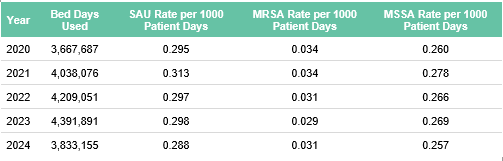 Year Bed Days Used SAU Rate per 1000 Patient Days MRSA Rate per 1000 Patient Days MSSA Rate per 1000 Patient Days
2020 3,667,687 0.295 0.034 0.260
2021 4,038,076 0.313 0.034 0.278
2022 4,209,051 0.297 0.031 0.266
2023 4,391,891 0.298 0.029 0.269
2024 3,833,155 0.288 0.031 0.257